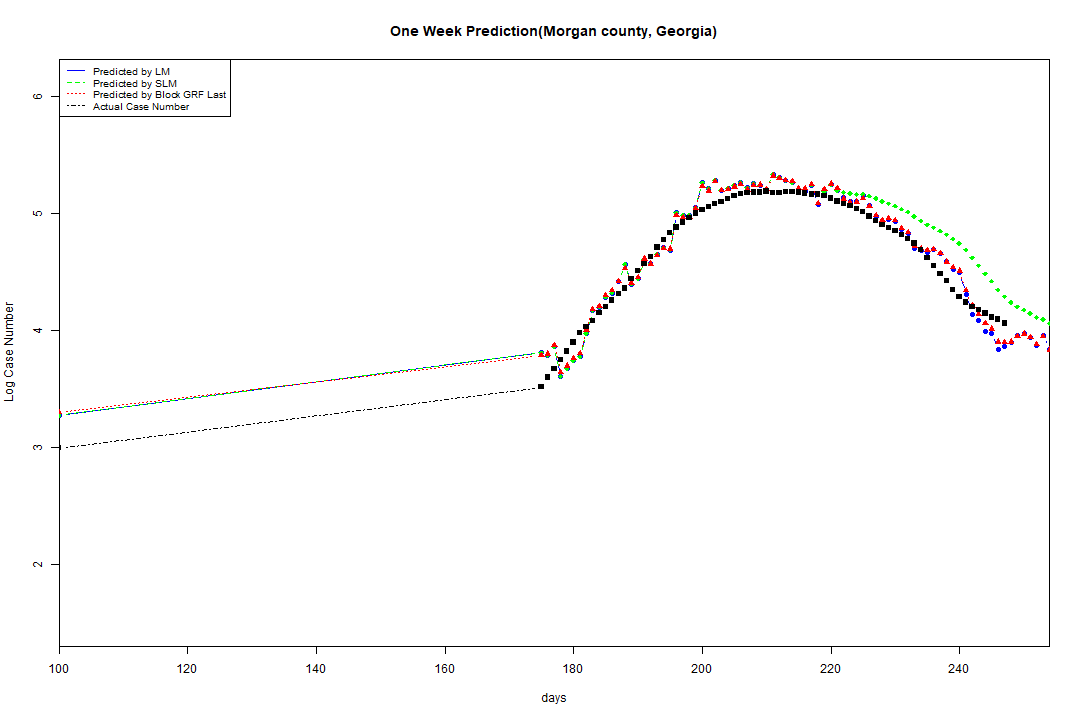 One Week Prediction(Morgan county, Georgia)
Predicted by LM
Predicted by SLM
Predicted by Block GRF Last
Actual Case Number
6
5
4
3
2
Log Case Number
100 120 140 160 180 200 220 240
days